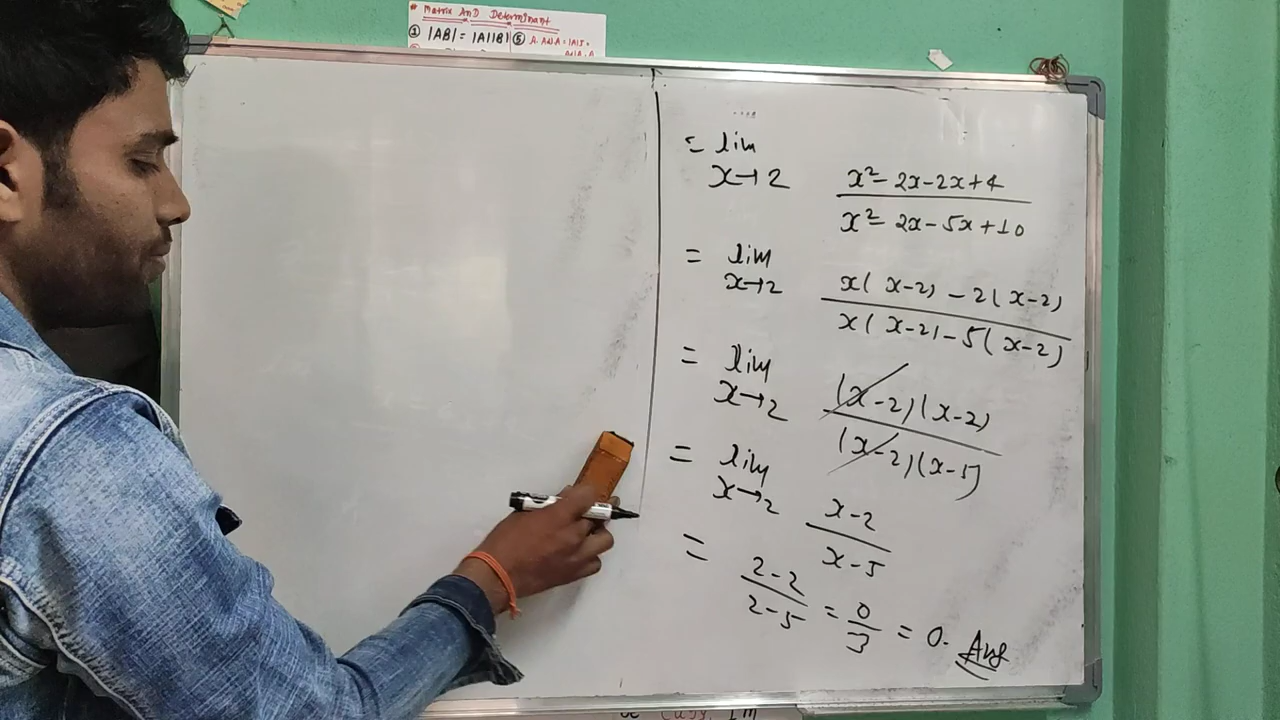 * Matrix And Determinant
① |AB| = |A||B| ⑤ A. Adj A = |A|I =
= lim
x→2
x²- 2x-2x+4
x²- 2x-5x+10
= lim
x→2
x( x-2) -2( x-2)
x( x-2)-5( x-2)
= lim
x→2
(x-2)(x-2)
(x-2)(x-5)
= lim
x→2
x-2
x-5
=
2-2
2-5
= 0
3
= 0. Ans